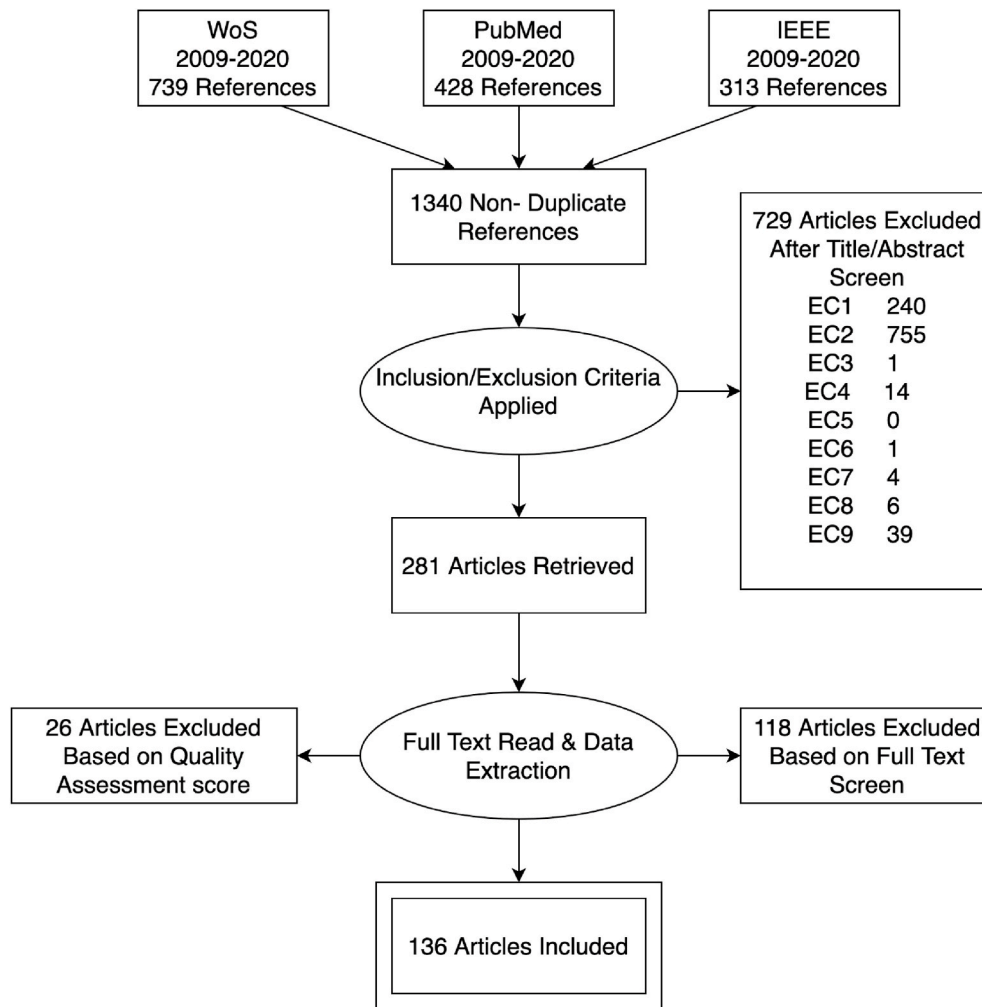 WoS
2009-2020
739 References
PubMed
2009-2020
428 References
IEEE
2009-2020
313 References
1340 Non- Duplicate
References
729 Articles Excluded
After Title/Abstract
Screen
EC1 240
EC2 755
EC3 1
EC4 14
EC5 0
EC6 1
EC7 4
EC8 6
EC9 39
Inclusion/Exclusion Criteria
Applied
281 Articles Retrieved
26 Articles Excluded
Based on Quality
Assessment score
Full Text Read & Data
Extraction
118 Articles Excluded
Based on Full Text
Screen
136 Articles Included